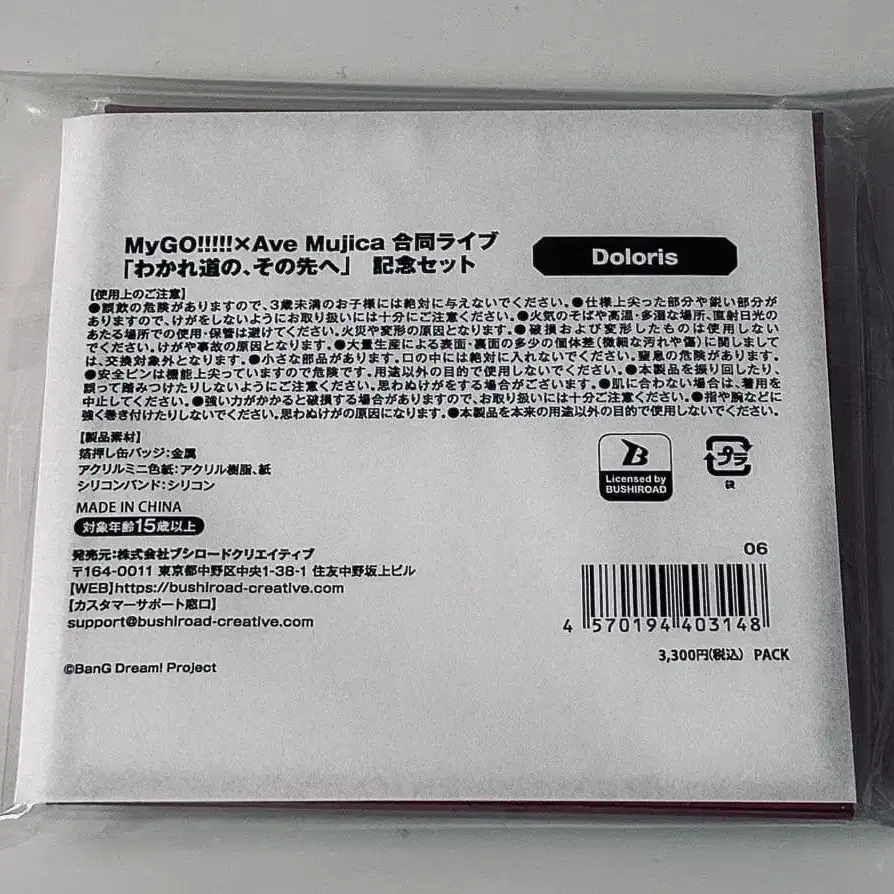 MyGO!!!!!×Ave Mujica 合同ライブ
「わかれ道の、その先へ」 記念セット
Doloris
【使用上のご注意】
●誤飲の危険がありますので、3歳未満のお子様には絶対に与えないでください。●仕様上尖った部分や鋭い部分が
ありますので、けがをしないようにお取り扱いには十分にご注意ください。●火気のそばや高温・多湿な場所、直射日光の
あたる場所での使用・保管は避けてください。火災や変形の原因となります。●破損および変形したものは使用しない
でください。けがや事故の原因となります。●大量生産による表面・裏面の多少の個体差(微細な汚れや傷)に関しまして
は、交換対象外となります。●小さな部品があります。口の中には絶対に入れないでください。窒息の危険があります。
●安全ピンは機能上尖っていますので危険です。用途以外の目的で使用しないでください。●本製品を振り回したり、
誤って踏みつけたりしないようにご注意ください。思わぬけがをする場合がございます。●肌に合わない場合は、着用を
中止してください。●強い力がかかると破損する場合がありますので、お取り扱いには十分ご注意ください。●指や腕などに
強く巻き付けたりしないでください。思わぬけがの原因になります。●本製品を本来の用途以外の目的で使用しないでください。
【製品素材】
箔押し缶バッジ:金属
アクリルミニ色紙:アクリル樹脂、紙
シリコンバンド:シリコン
MADE IN CHINA
対象年齢15歳以上
Licensed by
BUSHIROAD
プラ
袋
発売元:株式会社ブシロードクリエイティブ
〒164-0011 東京都中野区中央1-38-1 住友中野坂上ビル
【WEB】https://bushiroad-creative.com
【カスタマーサポート窓口】
support@bushiroad-creative.com
06
4 570194 403148
3,300円(税込) PACK
©BanG Dream! Project